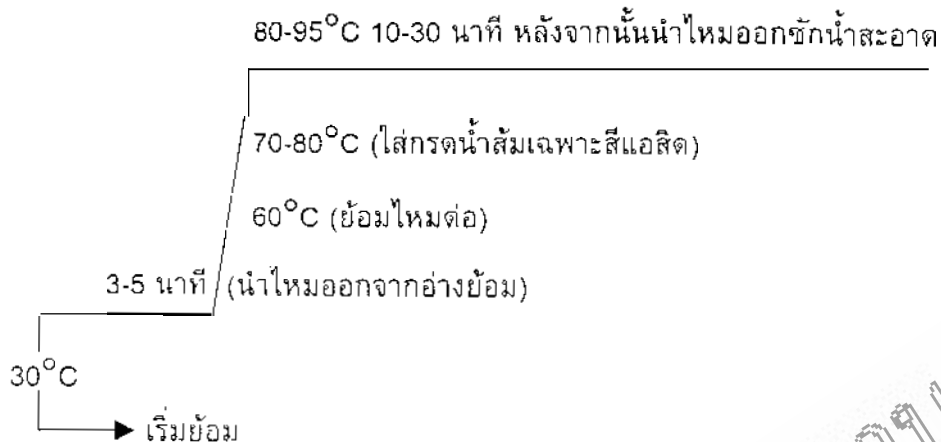 80-95°C 10-30 นาที หลังจากนั้นนำไหมออกซักน้ำสะอาด
70-80°C (ใส่กรดน้ำส้มเฉพาะสีแอสิด)
60°C (ย้อมไหมต่อ)
3-5 นาที (นำไหมออกจากอ่างย้อม)
30°C
เริ่มย้อม